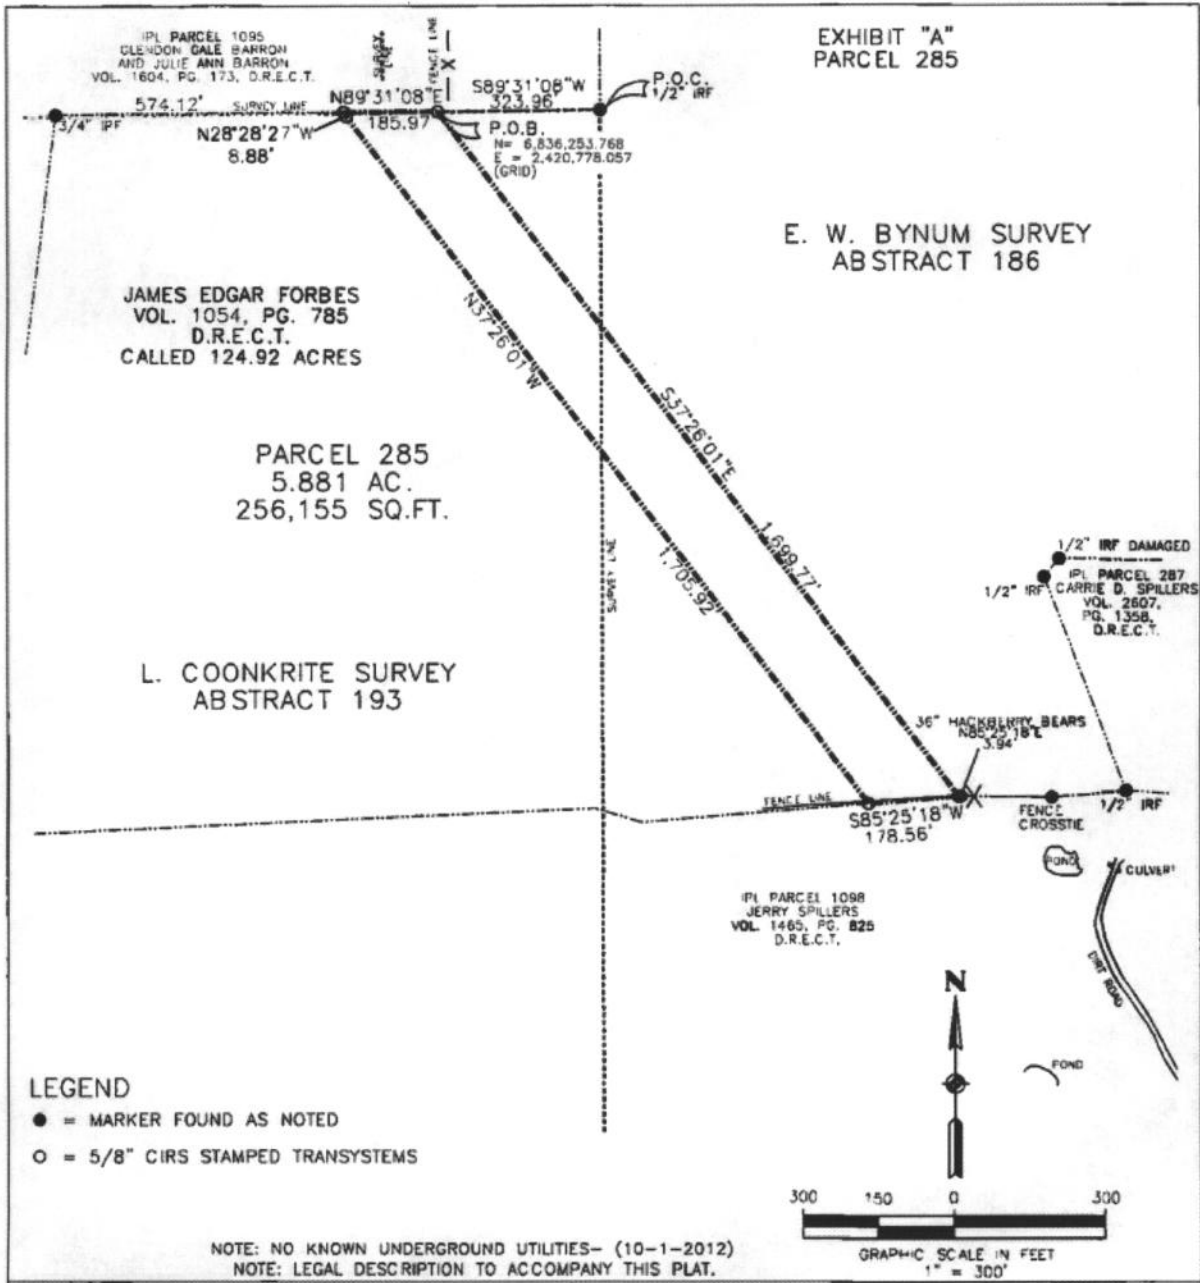 EXHIBIT "A"
PARCEL 285
IPL PARCEL 1095
GLENDON GALE BARRON
AND JULIE ANN BARRON
VOL. 1604, PG. 173, D.R.E.C.T.
SURVEY
FENCE LINE
X
574.12'
SURVEY LINE
N89°31'08"E
185.97'
S89°31'08"W
323.96'
P.O.C.
1/2" IRF
3/4" IPF
N28°28'27"W
8.88'
P.O.B.
N= 6,836,253.768
E = 2,420,778.057
(GRID)
E. W. BYNUM SURVEY
ABSTRACT 186
JAMES EDGAR FORBES
VOL. 1054, PG. 785
D.R.E.C.T.
CALLED 124.92 ACRES
N37°26'01"W
1,705.92'
S37°26'01"E
1,699.77'
PARCEL 285
5.881 AC.
256,155 SQ.FT.
SURVEY LINE
1/2" IRF DAMAGED
1/2" IRF
IPL PARCEL 287
CARRIE D. SPILLERS
VOL. 2607,
PG. 1358,
D.R.E.C.T.
L. COONKRITE SURVEY
ABSTRACT 193
36" HACKBERRY BEARS
N85°25'18"E
3.94'
FENCE LINE
X
S85°25'18"W
178.56'
FENCE
CROSSTIE
1/2" IRF
POND
CULVERT
DIRT ROAD
IPL PARCEL 1098
JERRY SPILLERS
VOL. 1465, PG. 825
D.R.E.C.T.
N
POND
LEGEND
● = MARKER FOUND AS NOTED
○ = 5/8" CIRS STAMPED TRANSYSTEMS
300 150 0 300
GRAPHIC SCALE IN FEET
1" = 300'
NOTE: NO KNOWN UNDERGROUND UTILITIES- (10-1-2012)
NOTE: LEGAL DESCRIPTION TO ACCOMPANY THIS PLAT.